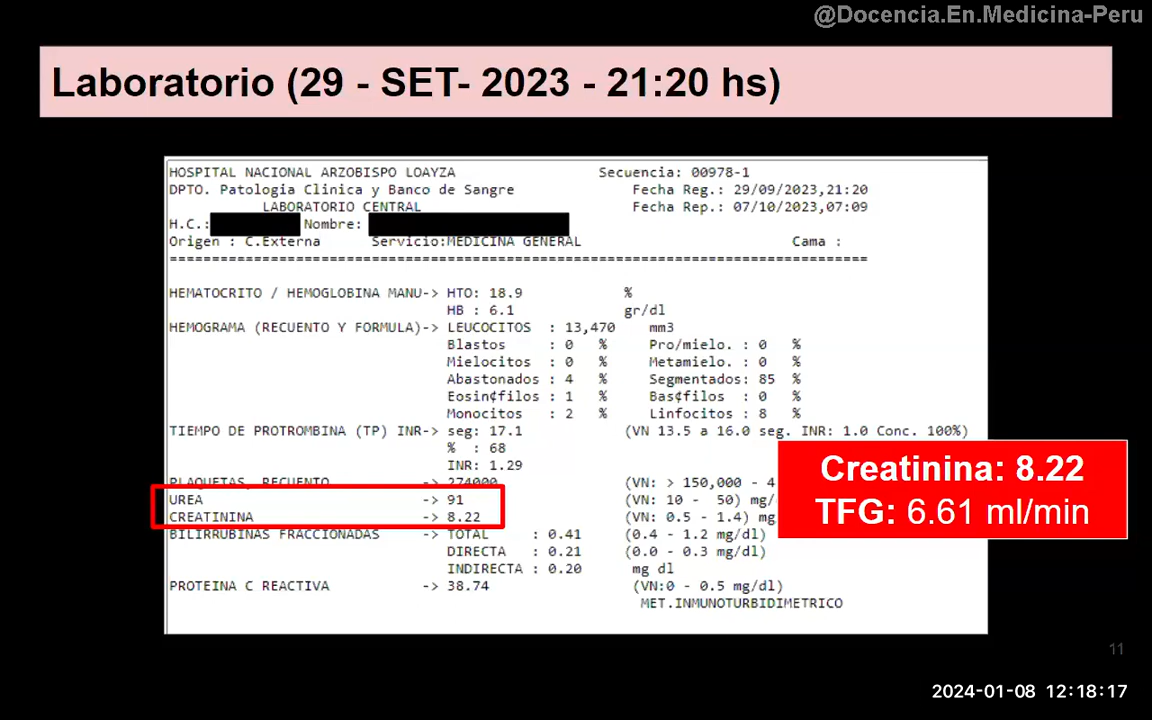 @Docencia.En.Medicina-Peru
Laboratorio (29 - SET- 2023 - 21:20 hs)
HOSPITAL NACIONAL ARZOBISPO LOAYZA Secuencia: 00978-1
DPTO. Patologia Clinica y Banco de Sangre Fecha Reg.: 29/09/2023,21:20
LABORATORIO CENTRAL Fecha Rep.: 07/10/2023,07:09
H.C.: Nombre:
Origen : C.Externa Servicio:MEDICINA GENERAL Cama :
==================================================================================
HEMATOCRITO / HEMOGLOBINA MANU-> HTO: 18.9 %
HB : 6.1 gr/dl
HEMOGRAMA (RECUENTO Y FORMULA)-> LEUCOCITOS : 13,470 mm3
Blastos : 0 % Pro/mielo. : 0 %
Mielocitos : 0 % Metamielo. : 0 %
Abastonados : 4 % Segmentados: 85 %
Eosin¢filos : 1 % Bas¢filos : 0 %
Monocitos : 2 % Linfocitos : 8 %
TIEMPO DE PROTROMBINA (TP) INR-> seg: 17.1 (VN 13.5 a 16.0 seg. INR: 1.0 Conc. 100%)
% : 68
INR: 1.29
PLAQUETAS, RECUENTO -> 274000 (VN: > 150,000 - 4
UREA -> 91 (VN: 10 - 50) mg/
CREATININA -> 8.22 (VN: 0.5 - 1.4) mg
BILIRRUBINAS FRACCIONADAS -> TOTAL : 0.41 (0.4 - 1.2 mg/dl)
DIRECTA : 0.21 (0.0 - 0.3 mg/dl)
INDIRECTA : 0.20 mg dl
PROTEINA C REACTIVA -> 38.74 (VN:0 - 0.5 mg/dl)
MET.INMUNOTURBIDIMETRICO
Creatinina: 8.22
TFG: 6.61 ml/min
11
2024-01-08 12:18:17